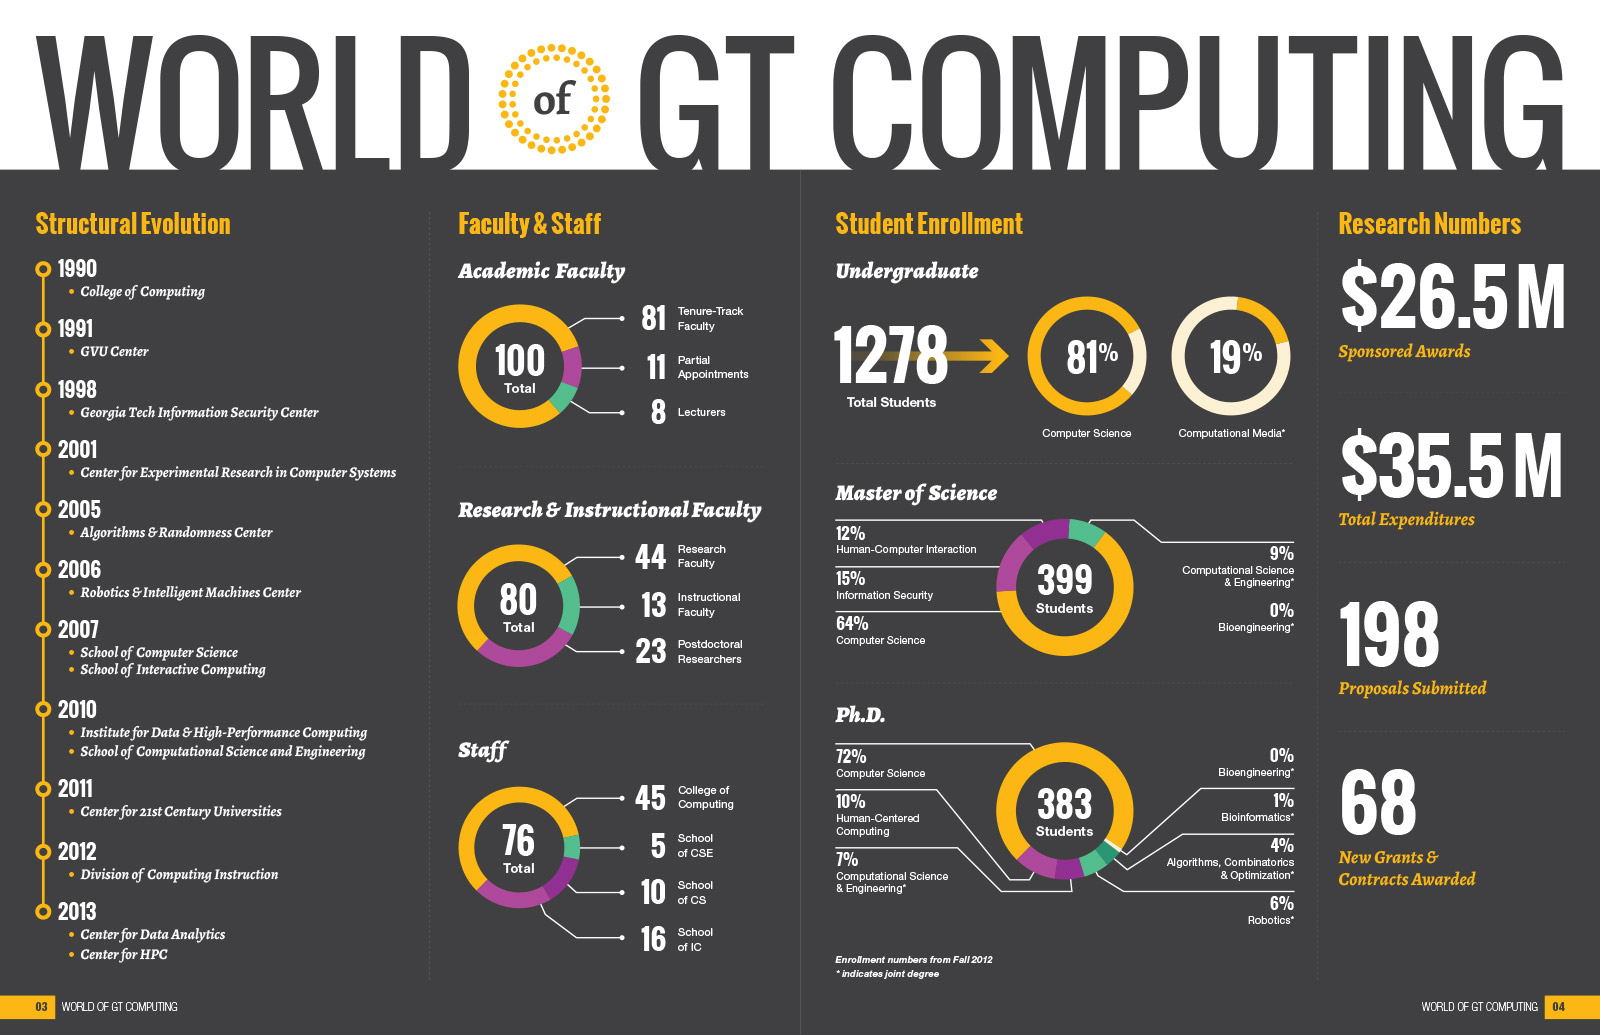 WORLD of GT COMPUTING
Structural Evolution
1990
• College of Computing
1991
• GVU Center
1998
• Georgia Tech Information Security Center
2001
• Center for Experimental Research in Computer Systems
2005
• Algorithms & Randomness Center
2006
• Robotics & Intelligent Machines Center
2007
• School of Computer Science
• School of Interactive Computing
2010
• Institute for Data & High-Performance Computing
• School of Computational Science and Engineering
2011
• Center for 21st Century Universities
2012
• Division of Computing Instruction
2013
• Center for Data Analytics
• Center for HPC
Faculty & Staff
Academic Faculty
100
Total
81
Tenure-Track
Faculty
11
Partial
Appointments
8
Lecturers
Research & Instructional Faculty
80
Total
44
Research
Faculty
13
Instructional
Faculty
23
Postdoctoral
Researchers
Staff
76
Total
45
College of
Computing
5
School
of CSE
10
School
of CS
16
School
of IC
Student Enrollment
Undergraduate
1278
Total Students
81%
Computer Science
19%
Computational Media*
Master of Science
12%
Human-Computer Interaction
15%
Information Security
64%
Computer Science
399
Students
9%
Computational Science
& Engineering*
0%
Bioengineering*
Ph.D.
72%
Computer Science
10%
Human-Centered
Computing
7%
Computational Science
& Engineering*
383
Students
0%
Bioengineering*
1%
Bioinformatics*
4%
Algorithms, Combinatorics
& Optimization*
6%
Robotics*
Enrollment numbers from Fall 2012
* indicates joint degree
Research Numbers
$26.5 M
Sponsored Awards
$35.5 M
Total Expenditures
198
Proposals Submitted
68
New Grants &
Contracts Awarded
03 WORLD OF GT COMPUTING
WORLD OF GT COMPUTING 04